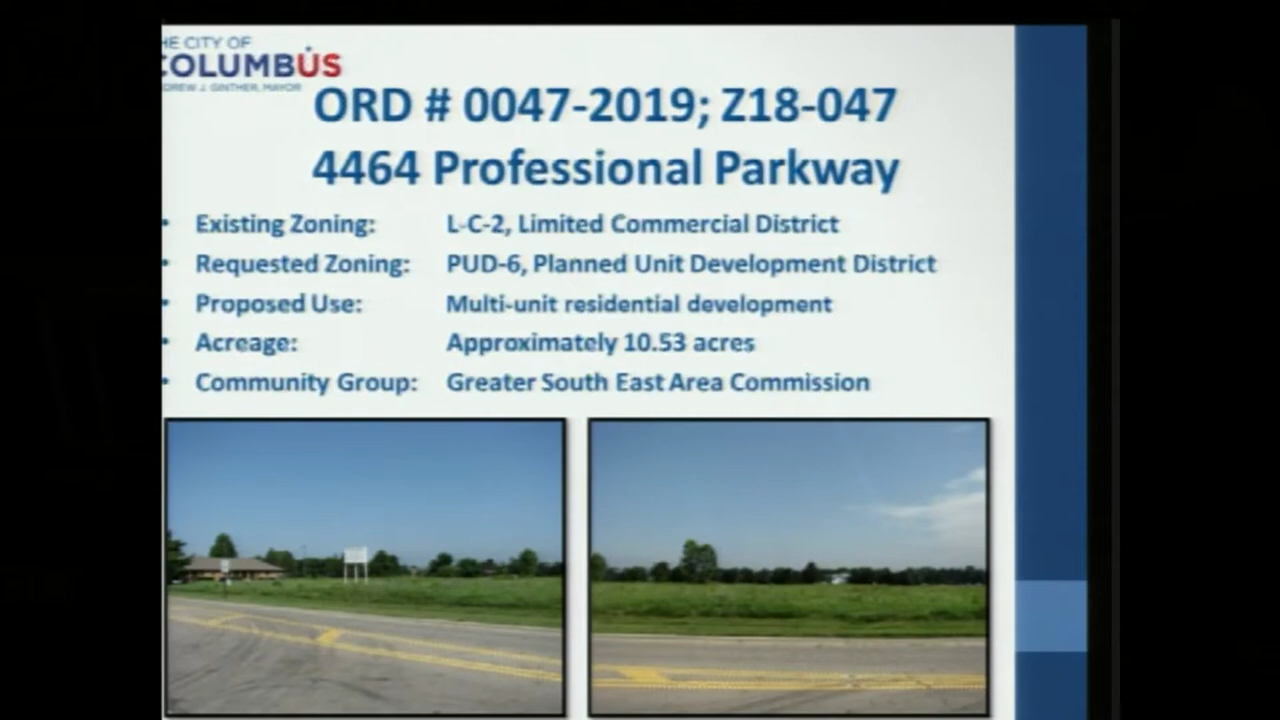 HE CITY OF
COLUMBUS
DREW J. GINTHER, MAYOR
ORD # 0047-2019; Z18-047
4464 Professional Parkway
• Existing Zoning: L-C-2, Limited Commercial District
• Requested Zoning: PUD-6, Planned Unit Development District
• Proposed Use: Multi-unit residential development
• Acreage: Approximately 10.53 acres
• Community Group: Greater South East Area Commission